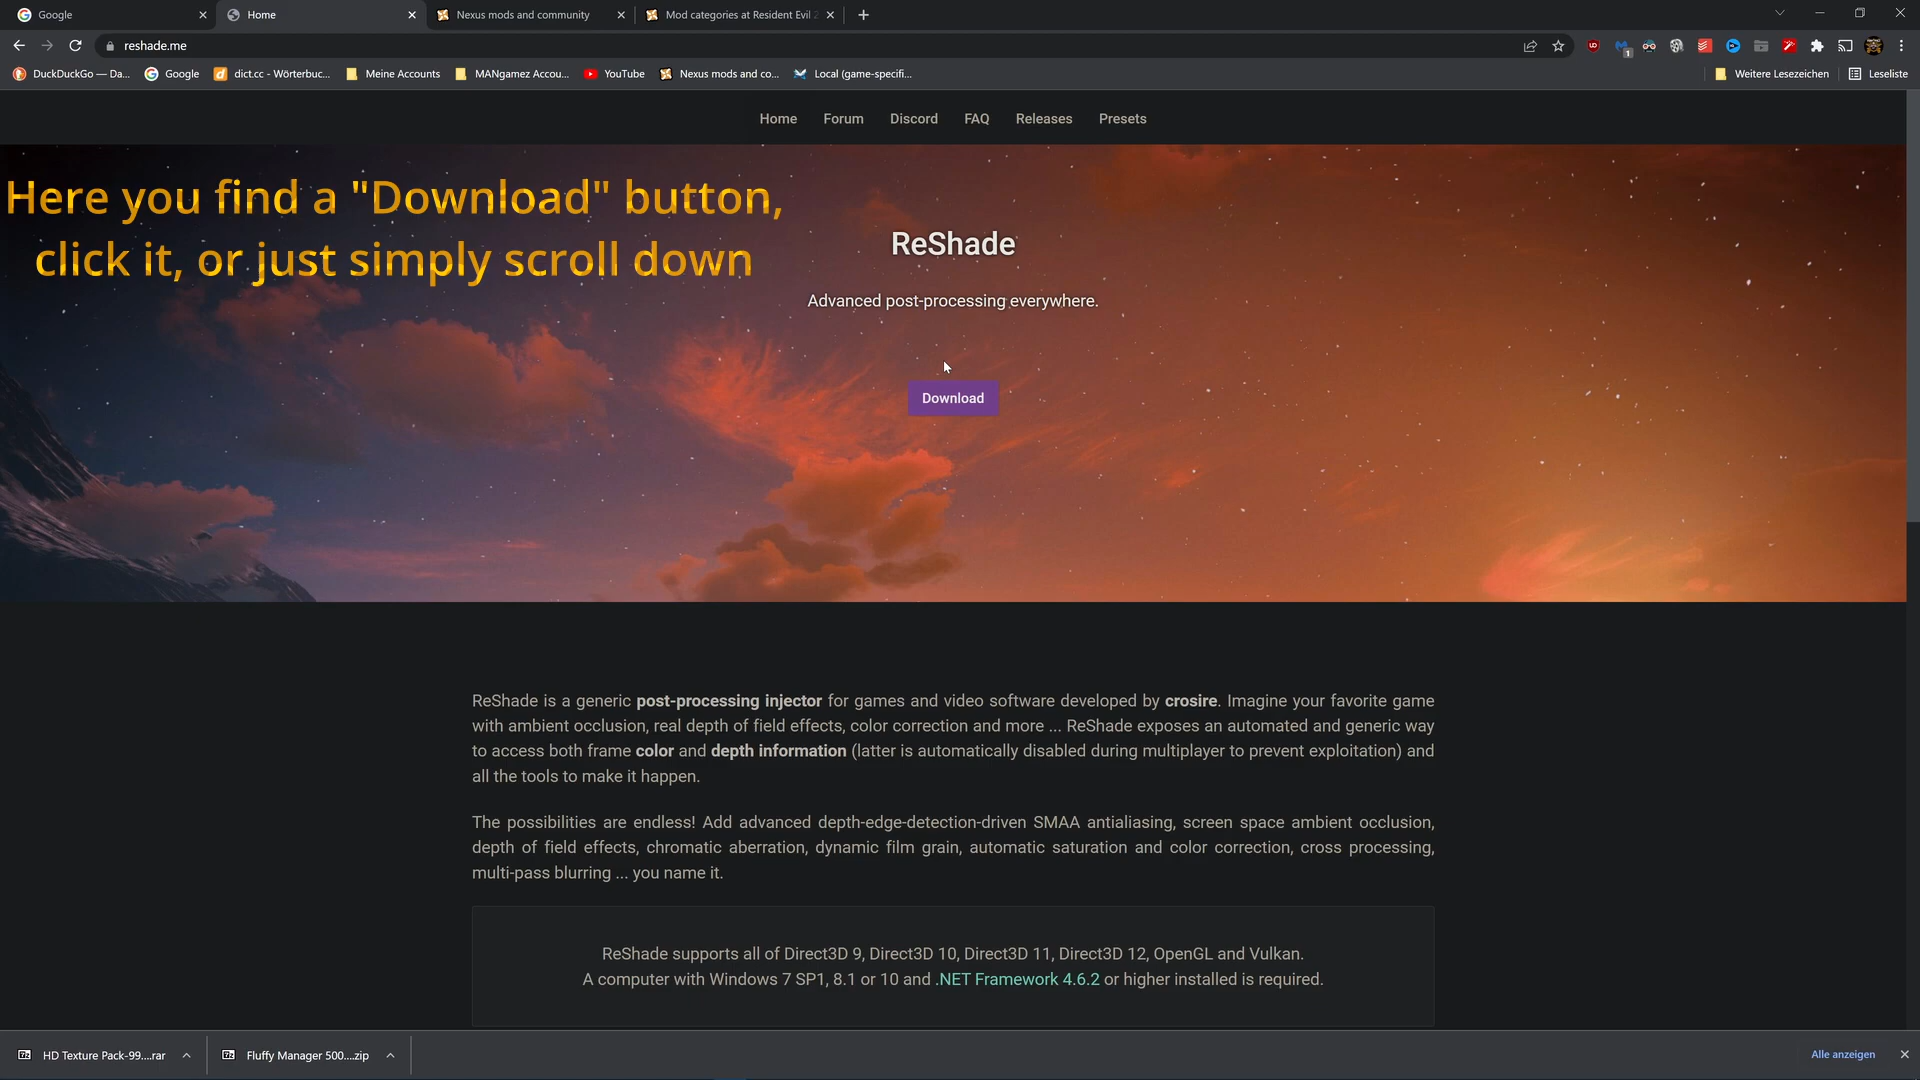 Google
Home
Nexus mods and community
Mod categories at Resident Evil 2
reshade.me
DuckDuckGo — Da...
Google
dict.cc - Wörterbuc...
Meine Accounts
MANgamez Accou...
YouTube
Nexus mods and co...
Local (game-specifi...
Weitere Lesezeichen
Leseliste
Home
Forum
Discord
FAQ
Releases
Presets
Here you find a "Download" button,
click it, or just simply scroll down
ReShade
Advanced post-processing everywhere.
Download
ReShade is a generic post-processing injector for games and video software developed by crosire. Imagine your favorite game
with ambient occlusion, real depth of field effects, color correction and more ... ReShade exposes an automated and generic way
to access both frame color and depth information (latter is automatically disabled during multiplayer to prevent exploitation) and
all the tools to make it happen.
The possibilities are endless! Add advanced depth-edge-detection-driven SMAA antialiasing, screen space ambient occlusion,
depth of field effects, chromatic aberration, dynamic film grain, automatic saturation and color correction, cross processing,
multi-pass blurring ... you name it.
ReShade supports all of Direct3D 9, Direct3D 10, Direct3D 11, Direct3D 12, OpenGL and Vulkan.
A computer with Windows 7 SP1, 8.1 or 10 and .NET Framework 4.6.2 or higher installed is required.
HD Texture Pack-99....rar
Fluffy Manager 500....zip
Alle anzeigen